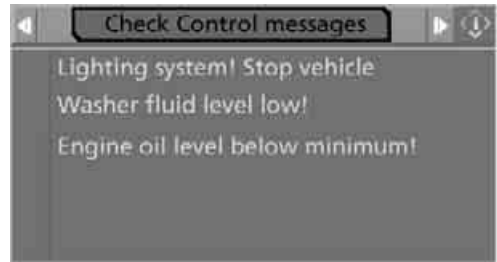 Check Control messages
Lighting system! Stop vehicle
Washer fluid level low!
Engine oil level below minimum!